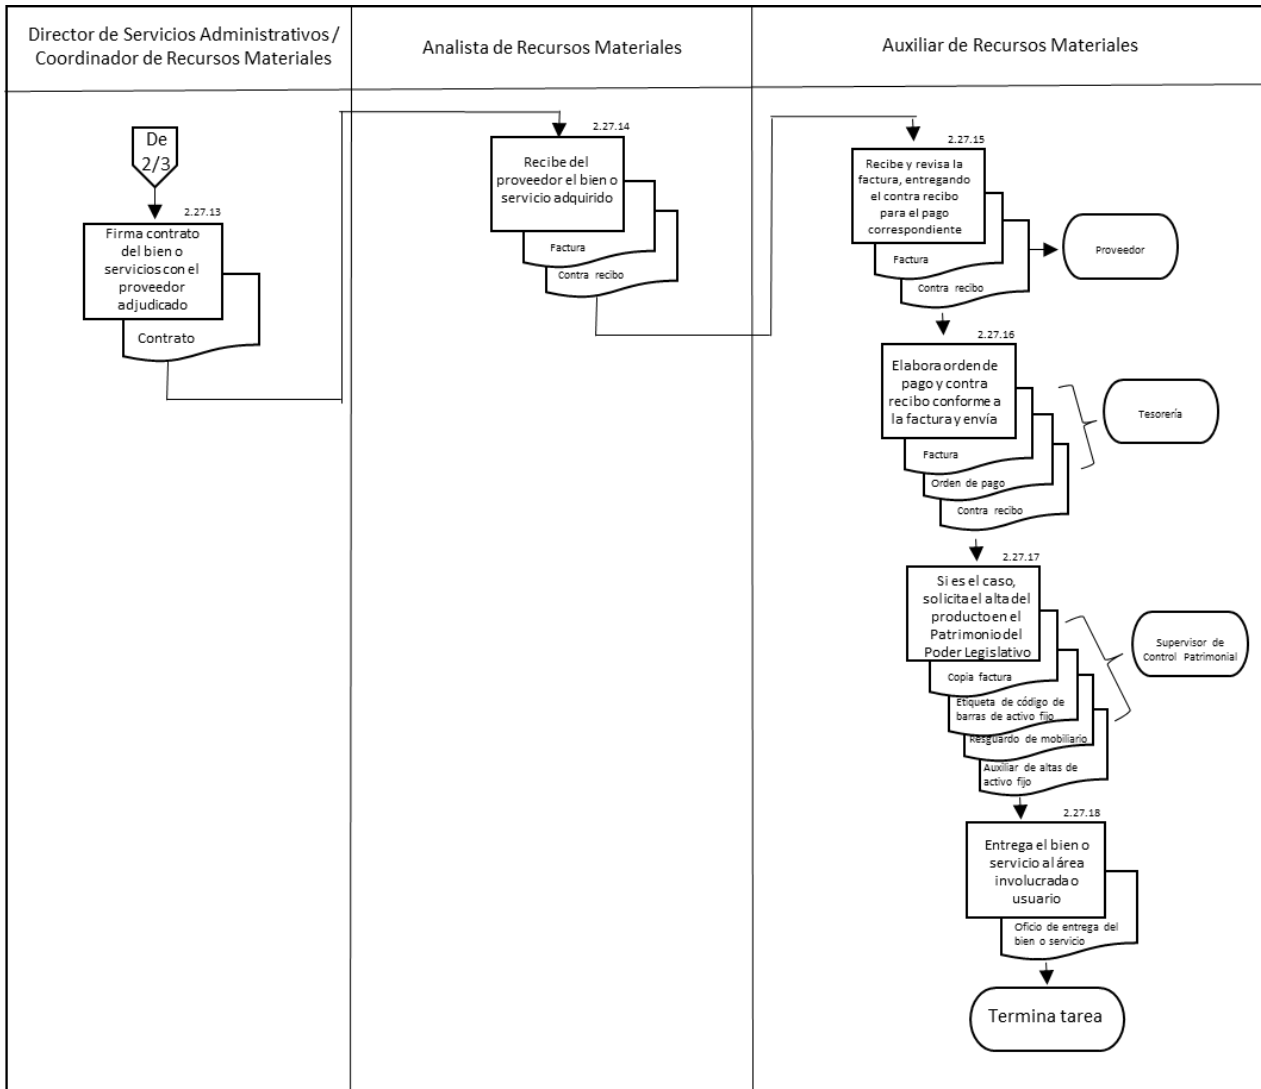 Director de Servicios Administrativos /
Coordinador de Recursos Materiales
Analista de Recursos Materiales
Auxiliar de Recursos Materiales
De
2/3
2.27.13
Firma contrato
del bien o
servicios con el
proveedor
adjudicado
Contrato
2.27.14
Recibe del
proveedor el bien o
servicio adquirido
Factura
Contra recibo
2.27.15
Recibe y revisa la
factura, entregando
el contra recibo
para el pago
correspondiente
Factura
Contra recibo
Proveedor
2.27.16
Elabora orden de
pago y contra
recibo conforme a
la factura y envía
Factura
Orden de pago
Contra recibo
Tesorería
2.27.17
Si es el caso,
solicita el alta del
producto en el
Patrimonio del
Poder Legislativo
Copia factura
Etiqueta de código de
barras de activo fijo
Resguardo de mobiliario
Auxiliar de altas de
activo fijo
Supervisor de
Control Patrimonial
2.27.18
Entrega el bien o
servicio al área
involucrada o
usuario
Oficio de entrega del
bien o servicio
Termina tarea